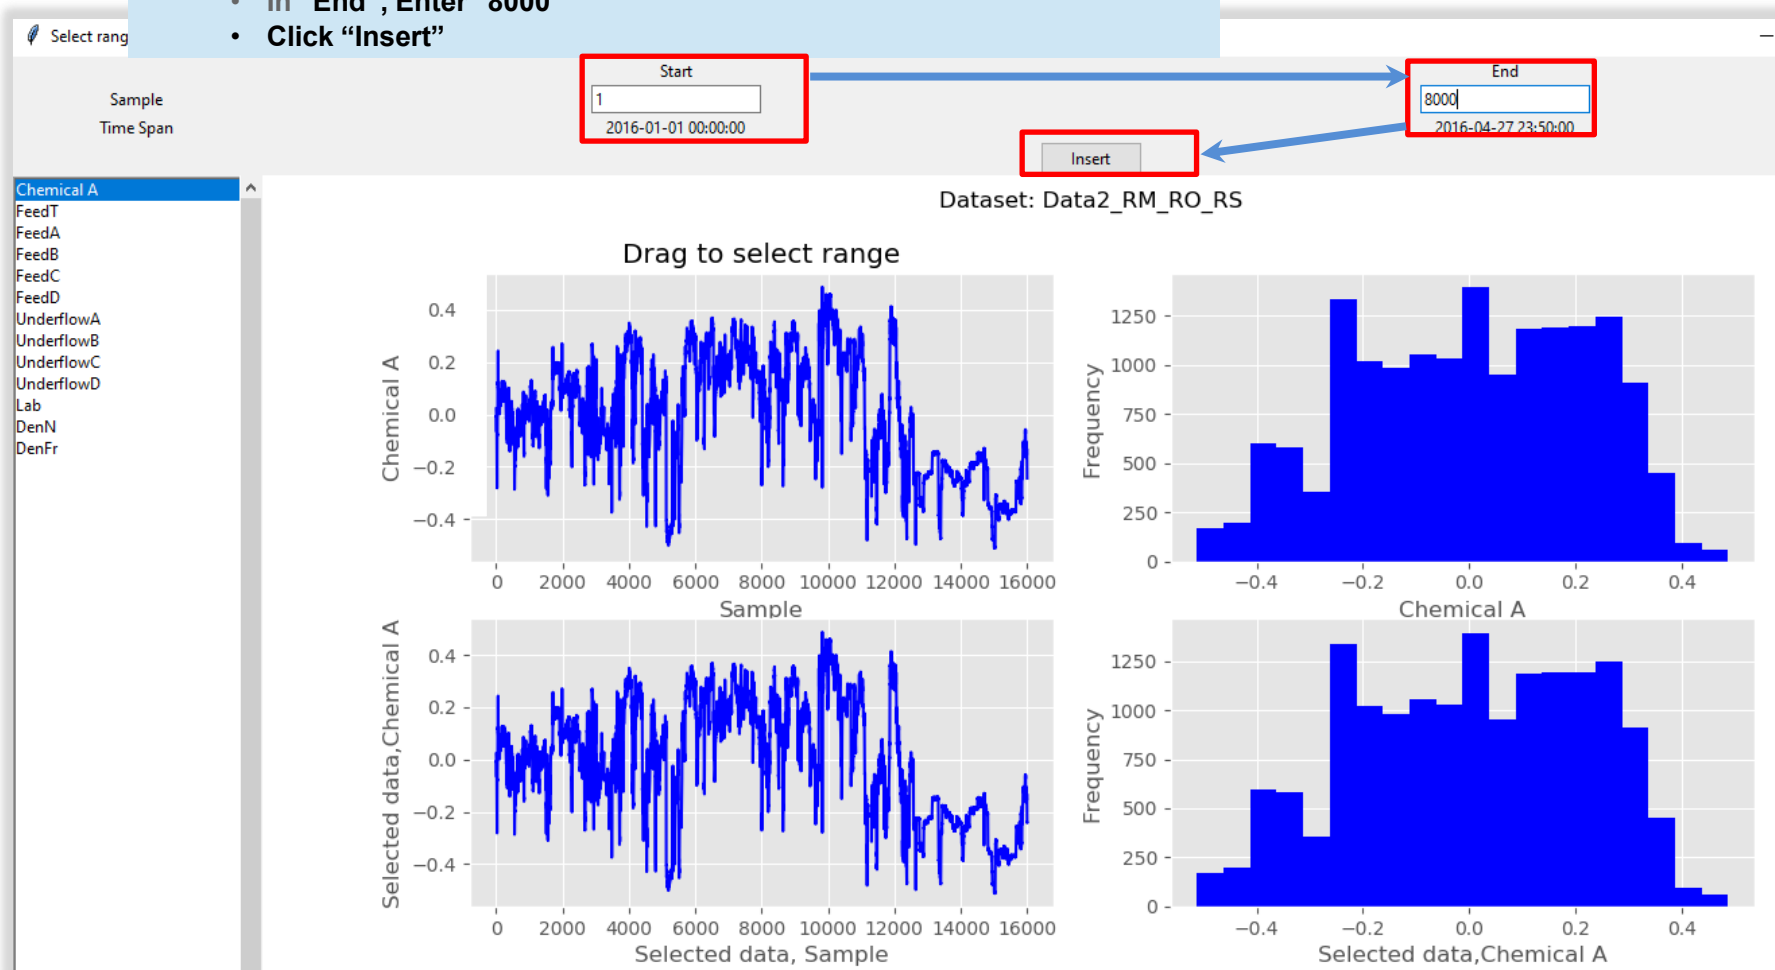 • In "End", Enter "8000"
• Click “Insert”
Select rang
Start
End
Sample
1
8000
Time Span
2016-01-01 00:00:00
2016-04-27 23:50:00
Insert
Chemical A
FeedT
FeedA
FeedB
FeedC
FeedD
UnderflowA
UnderflowB
UnderflowC
UnderflowD
Lab
DenN
DenFr
Dataset: Data2_RM_RO_RS
Drag to select range
Chemical A
0.4
0.2
0.0
−0.2
−0.4
0 2000 4000 6000 8000 10000 12000 14000 16000
Sample
Frequency
1250
1000
750
500
250
0
−0.4 −0.2 0.0 0.2 0.4
Chemical A
Selected data,Chemical A
0.4
0.2
0.0
−0.2
−0.4
0 2000 4000 6000 8000 10000 12000 14000 16000
Selected data, Sample
Frequency
1250
1000
750
500
250
0
−0.4 −0.2 0.0 0.2 0.4
Selected data,Chemical A